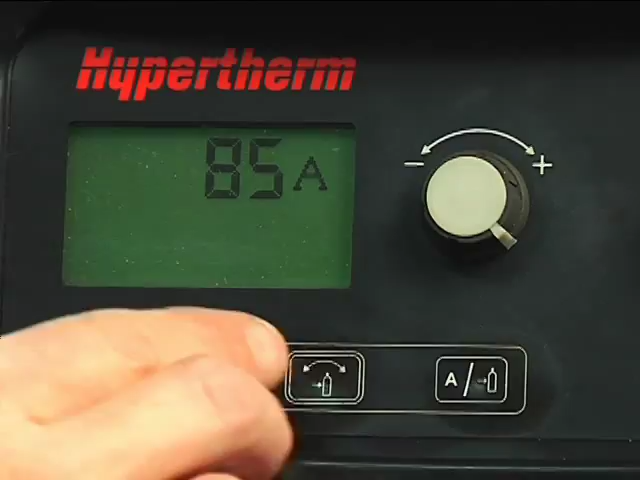 Hypertherm
85 A
− +
A/